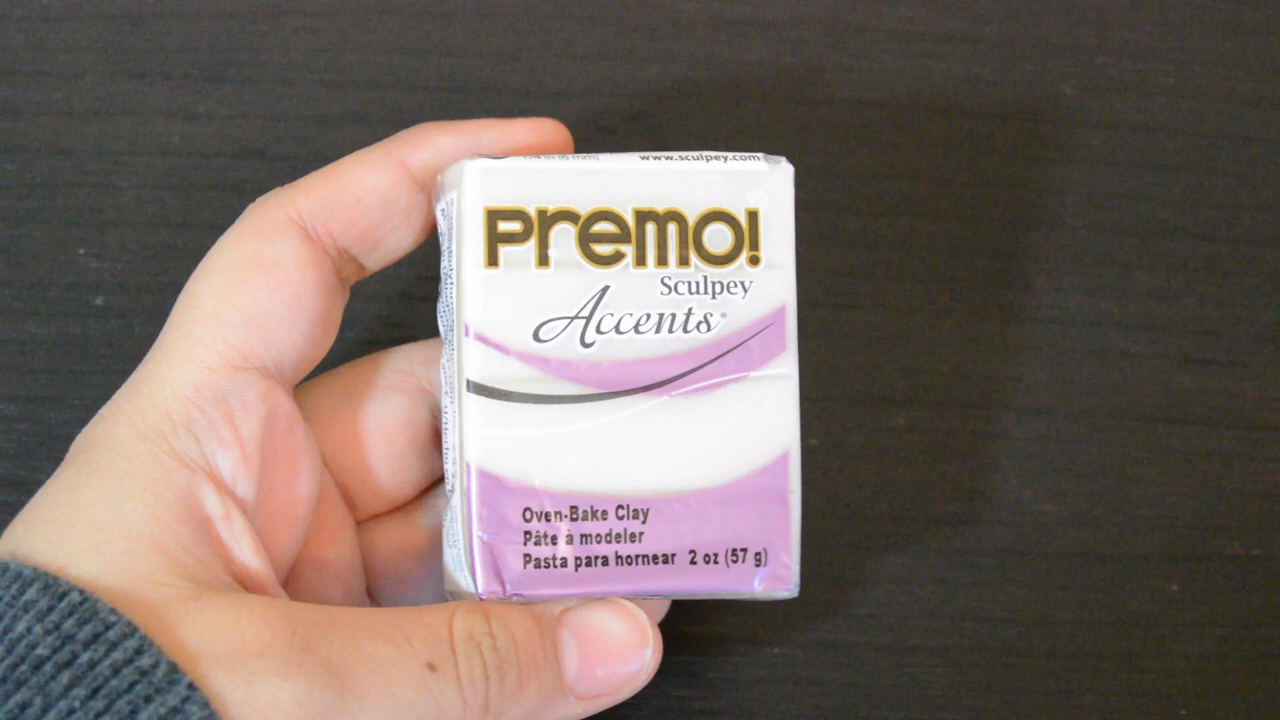 www.sculpey.com
PREMO!
Sculpey
Accents®
Oven-Bake Clay
Pâte à modeler
Pasta para hornear 2 oz (57 g)